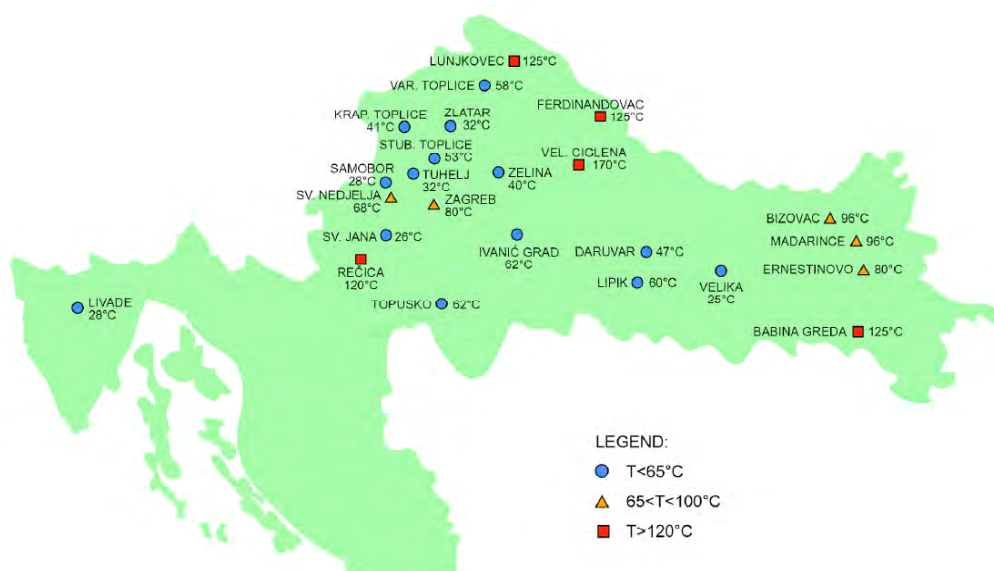 LUNJKOVEC 125°C
VAR. TOPLICE 58°C
FERDINANDOVAC
125°C
KRAP. TOPLICE
41°C
ZLATAR
32°C
STUB. TOPLICE
53°C
VEL. CIGLENA
170°C
SAMOBOR
28°C
TUHELJ
32°C
ZELINA
40°C
SV. NEDJELJA
68°C
ZAGREB
80°C
BIZOVAC 96°C
SV. JANA 26°C
IVANIĆ GRAD
62°C
MADARINCE 96°C
DARUVAR 47°C
REČICA
120°C
ERNESTINOVO 80°C
LIPIK 60°C
VELIKA
25°C
LIVADE
28°C
TOPUSKO 62°C
BABINA GREDA 125°C
LEGEND:
T<65°C
65<T<100°C
T>120°C